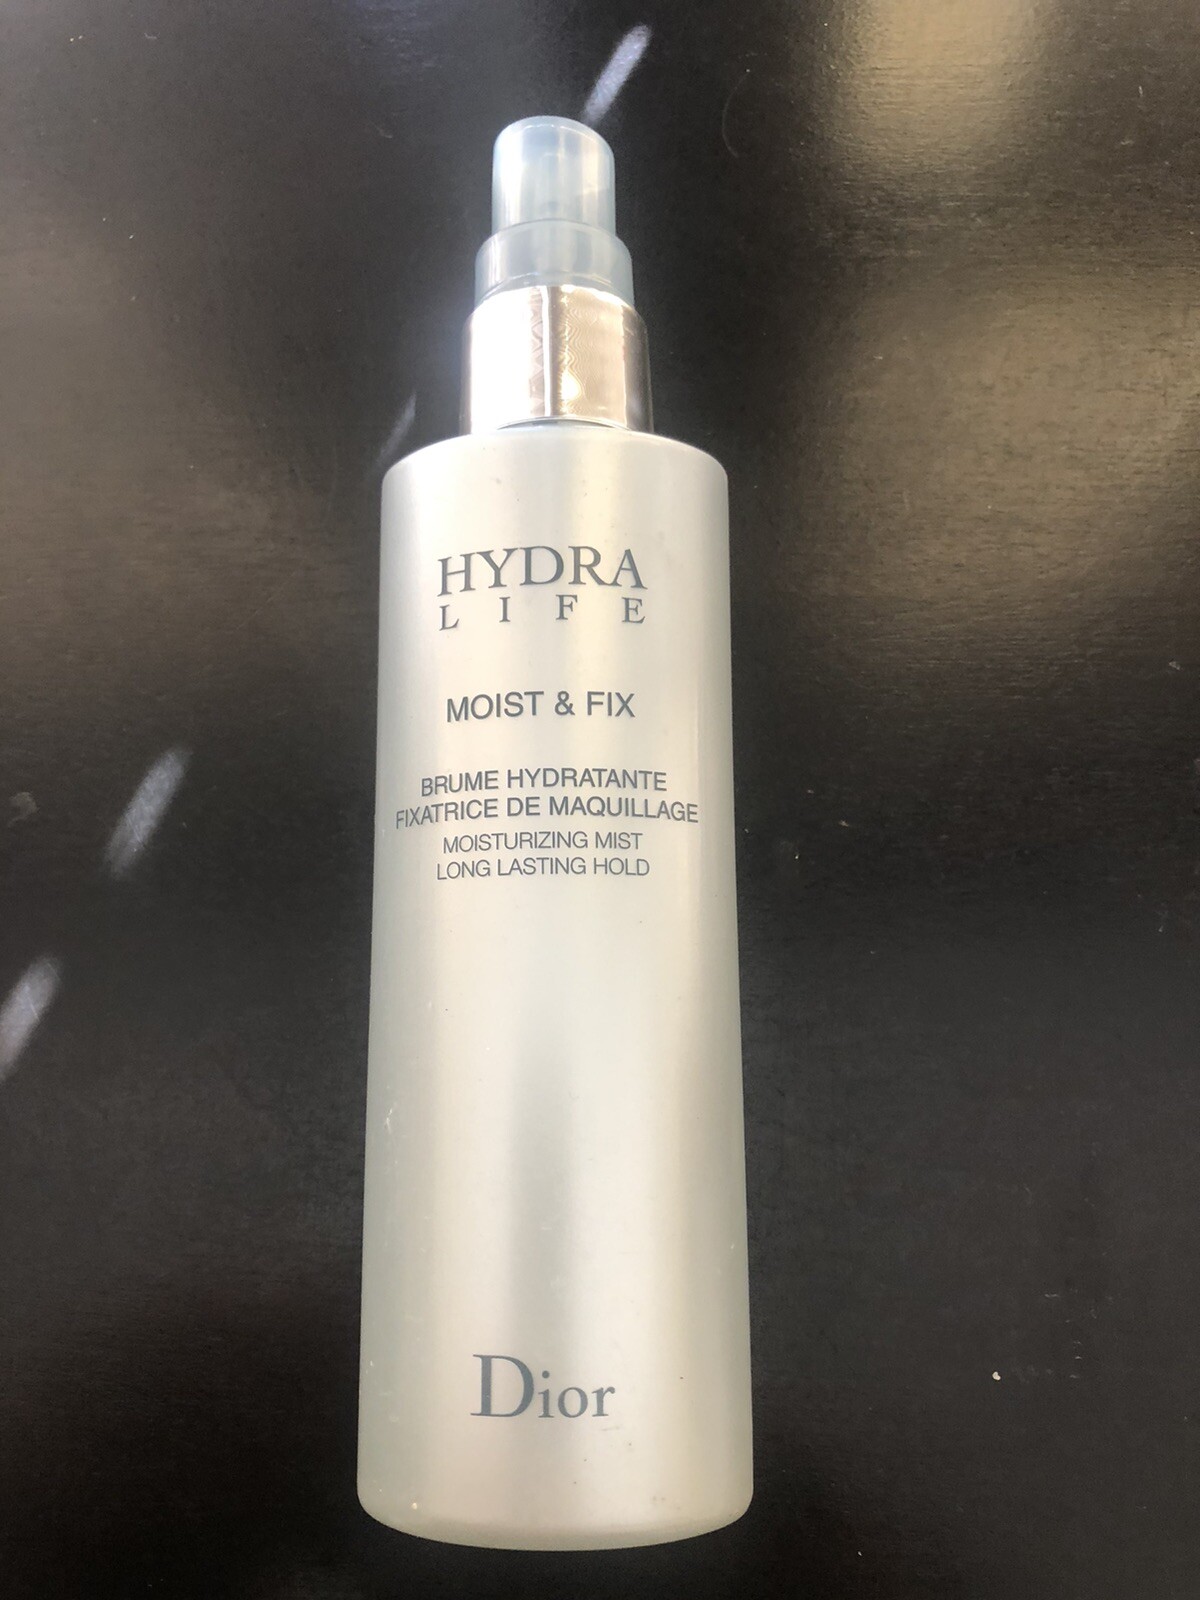 HYDRA
LIFE
MOIST & FIX
BRUME HYDRATANTE
FIXATRICE DE MAQUILLAGE
MOISTURIZING MIST
LONG LASTING HOLD
Dior